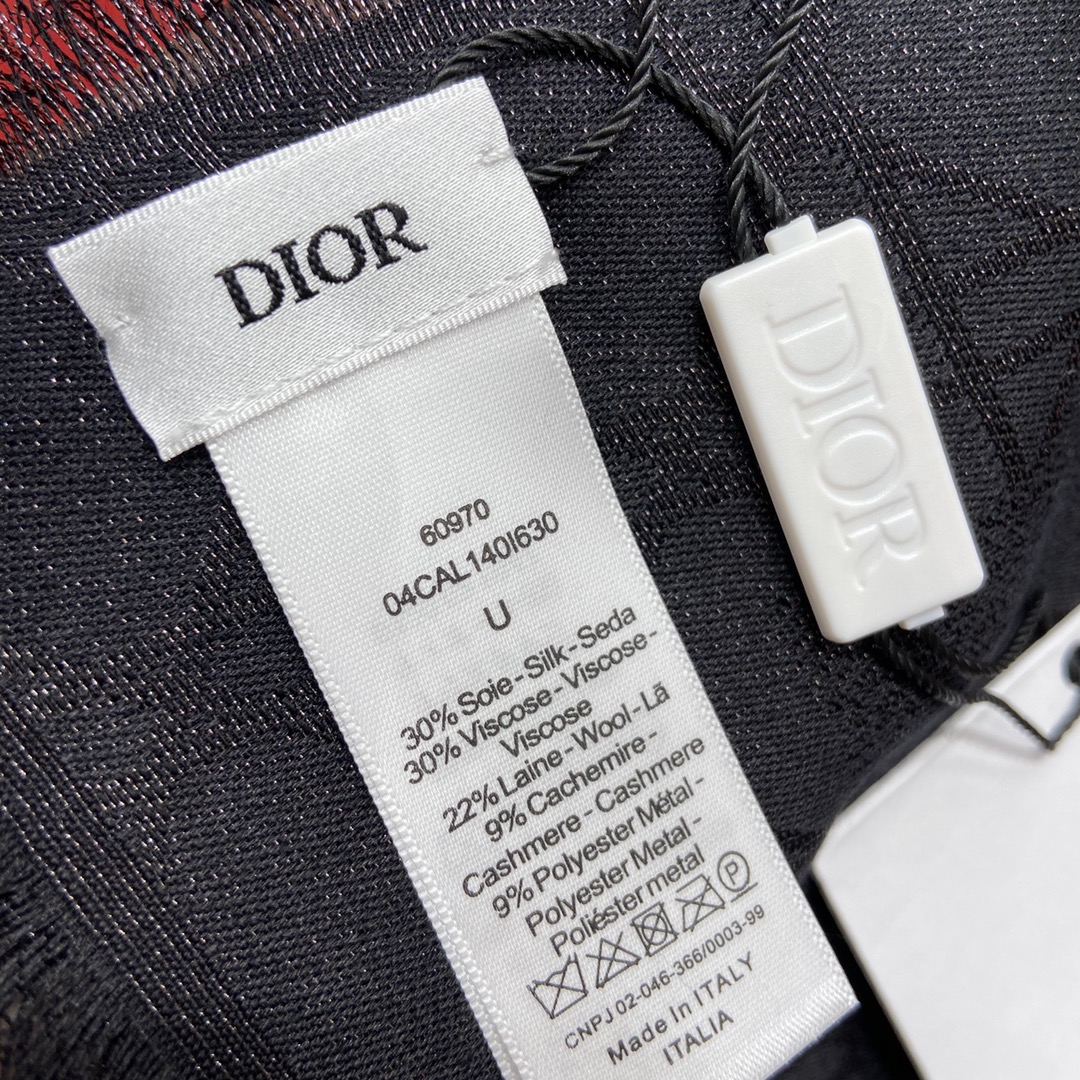 DIOR
60970
04CAL140I630
U
30% Soie-Silk-Seda
30% Viscose-Viscose-
Viscose
22% Laine-Wool-Lã
9% Cachemire-
Cashmere-Cashmere
9% Polyester Métal-
Polyester Metal-
Poliéster metal
P
CNPJ 02-046-366/0003-99
Made In ITALY
ITALIA
DIOR